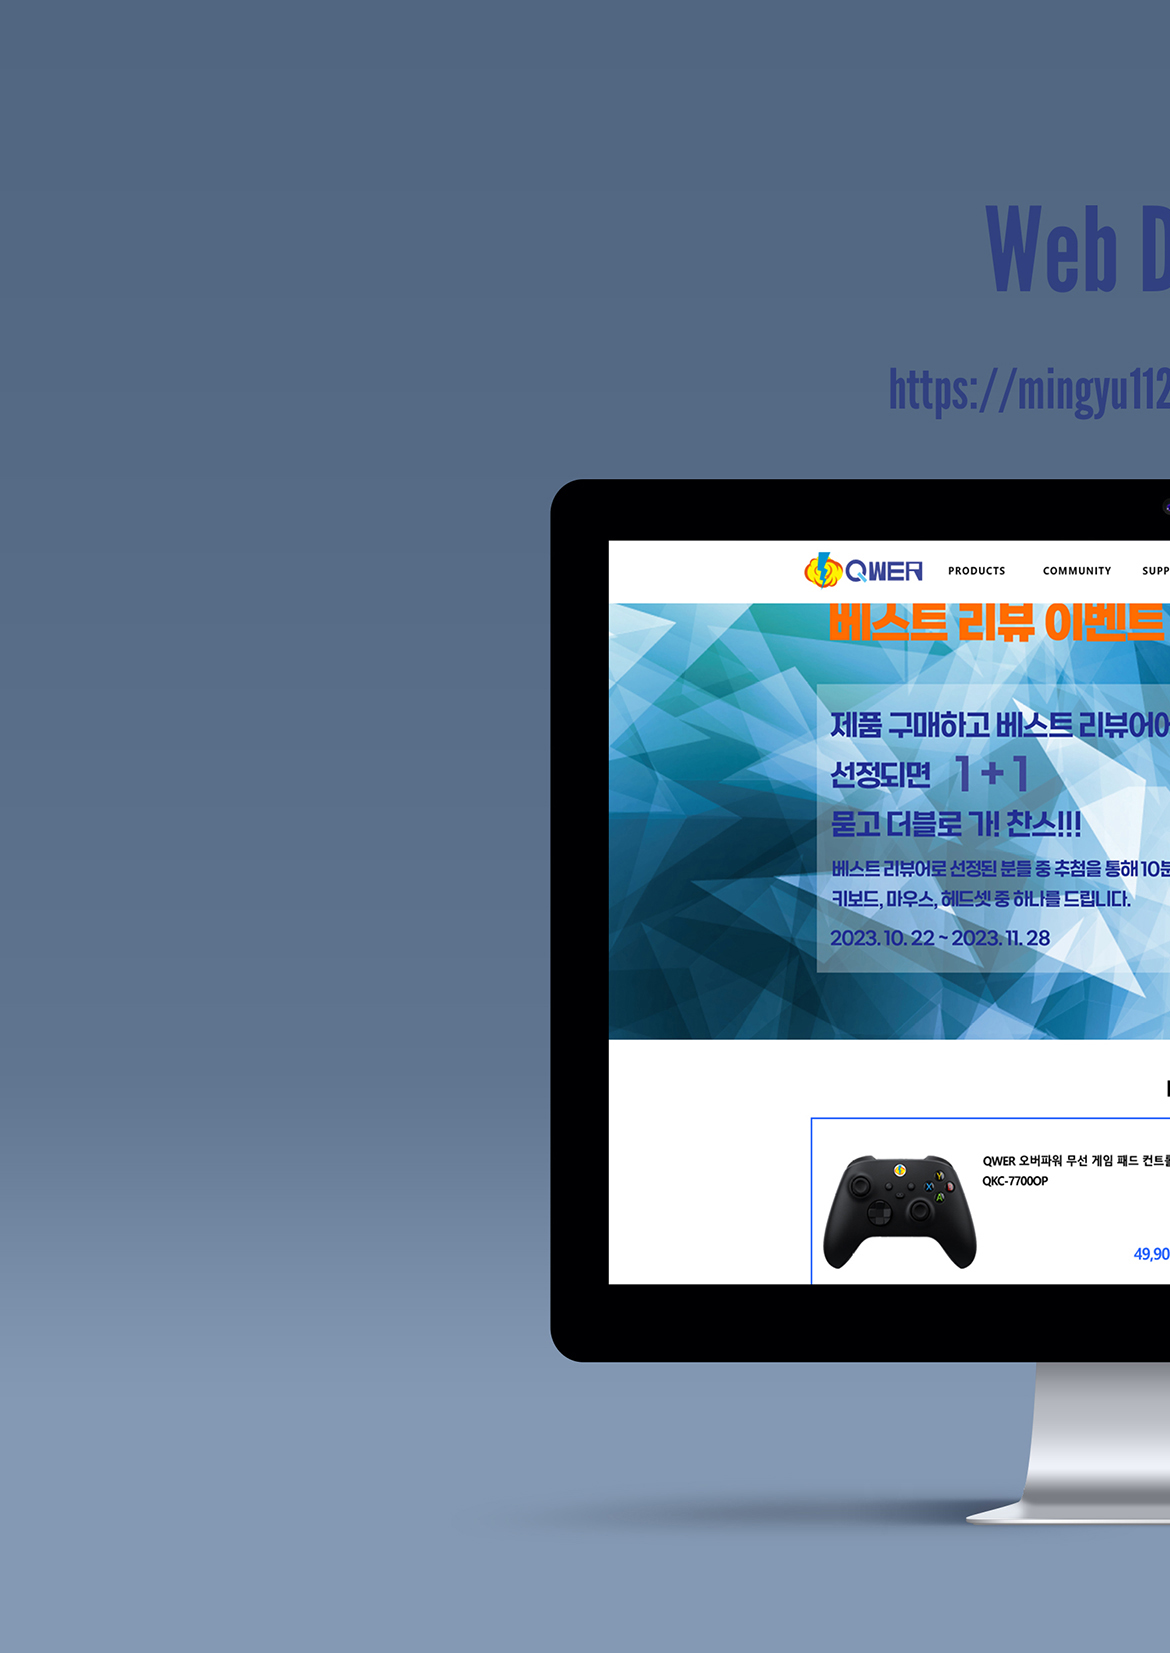 Web D
https://mingyu112
QWER PRODUCTS COMMUNITY SUPP
베스트 리뷰 이벤트
제품 구매하고 베스트 리뷰어에
선정되면 1+1
묻고 더블로 가! 찬스!!!
베스트 리뷰어로 선정된 분들 중 추첨을 통해 10분
키보드, 마우스, 헤드셋 중 하나를 드립니다.
2023. 10. 22 ~ 2023. 11. 28
QWER 오버파워 무선 게임 패드 컨트롤
QKC-7700OP
49,90